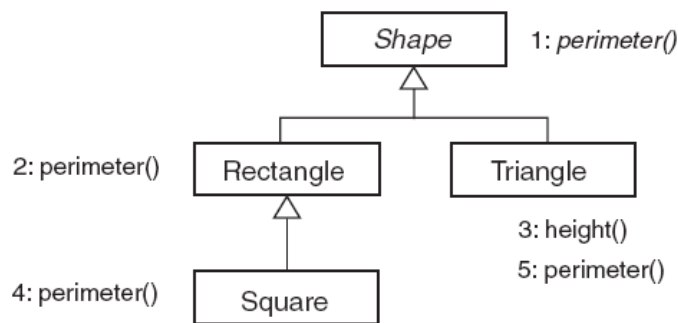 Shape 1: perimeter()
2: perimeter() Rectangle Triangle
3: height()
5: perimeter()
4: perimeter() Square